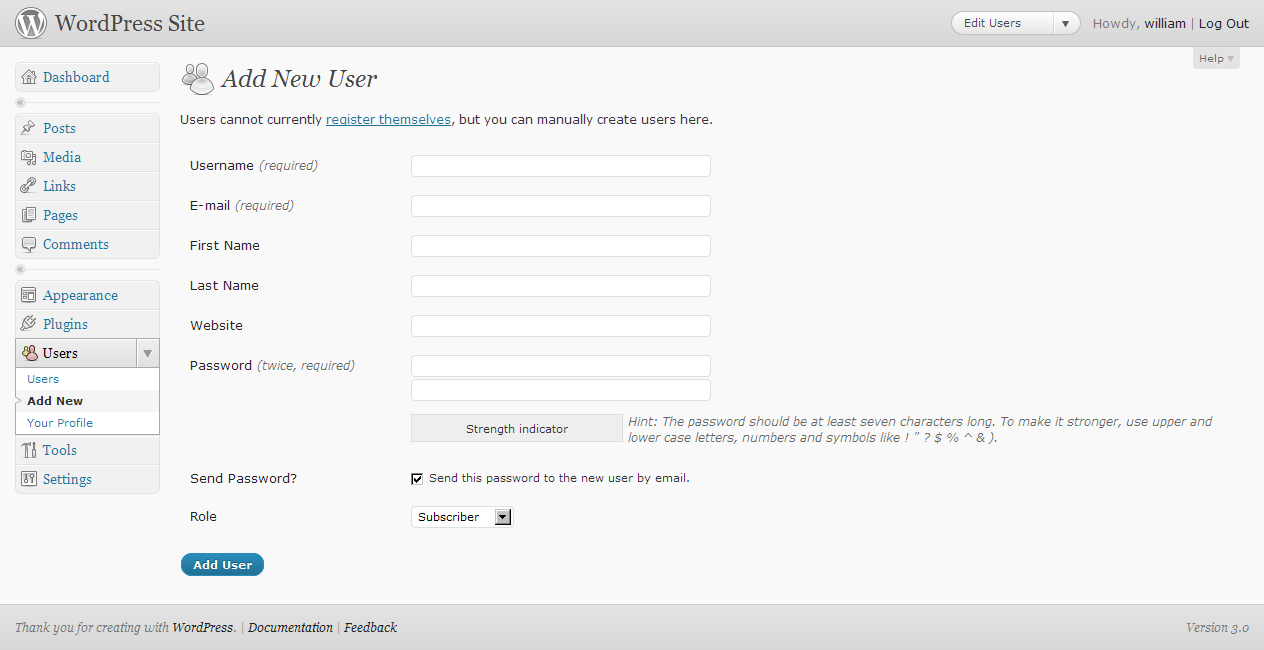 WordPress Site
Edit Users
Howdy, william | Log Out
Help
Dashboard
Posts
Media
Links
Pages
Comments
Appearance
Plugins
Users
Users
Add New
Your Profile
Tools
Settings
Add New User
Users cannot currently register themselves, but you can manually create users here.
Username (required)
E-mail (required)
First Name
Last Name
Website
Password (twice, required)
Strength indicator
Hint: The password should be at least seven characters long. To make it stronger, use upper and
lower case letters, numbers and symbols like ! " ? $ % ^ & ).
Send Password?
Send this password to the new user by email.
Role
Subscriber
Add User
Thank you for creating with WordPress. | Documentation | Feedback
Version 3.0